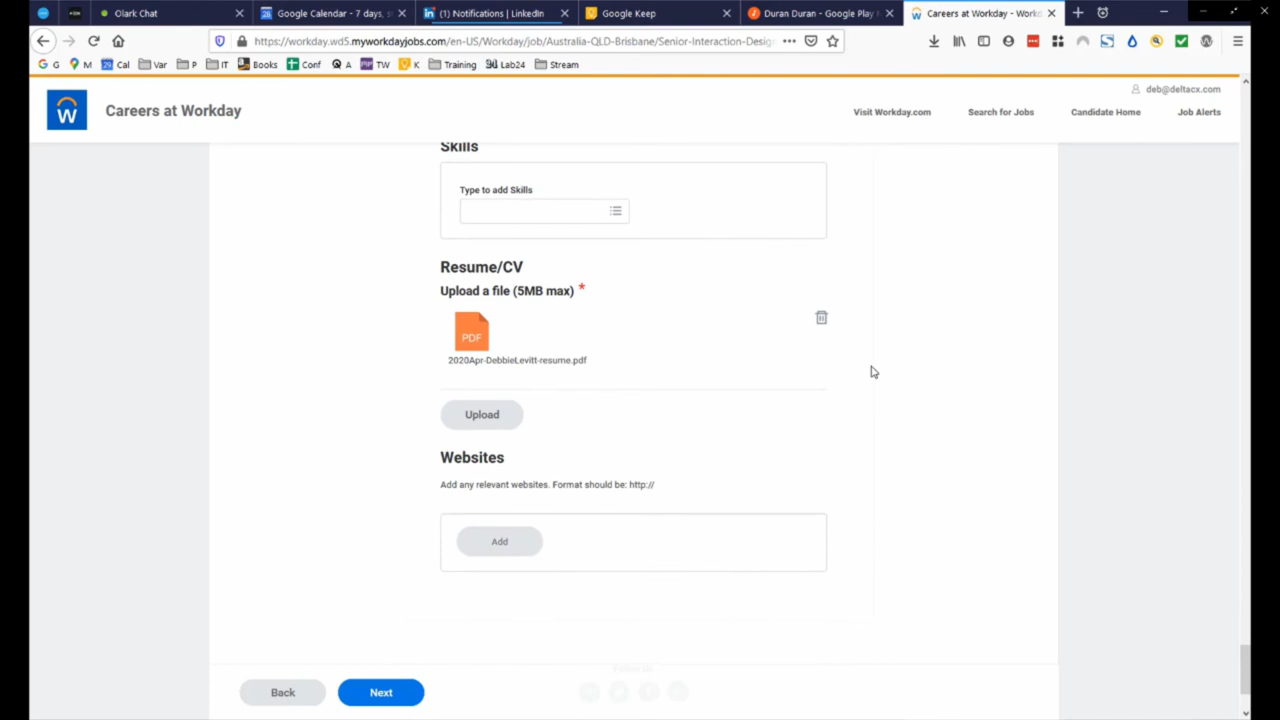 Olark Chat
Google Calendar - 7 days, s
(1) Notifications | LinkedIn
Google Keep
Duran Duran - Google Play M
Careers at Workday - Work
https://workday.wd5.myworkdayjobs.com/en-US/Workday/job/Australia-QLD-Brisbane/Senior-Interaction-Desig
G
M
Cal
Var
P
IT
Books
Conf
A
TW
K
Training
Lab24
Stream
deb@deltacx.com
Careers at Workday
Visit Workday.com
Search for Jobs
Candidate Home
Job Alerts
Skills
Type to add Skills
Resume/CV
Upload a file (5MB max) *
PDF
2020Apr-DebbieLevitt-resume.pdf
Upload
Websites
Add any relevant websites. Format should be: http://
Add
Follow Us
Back
Next